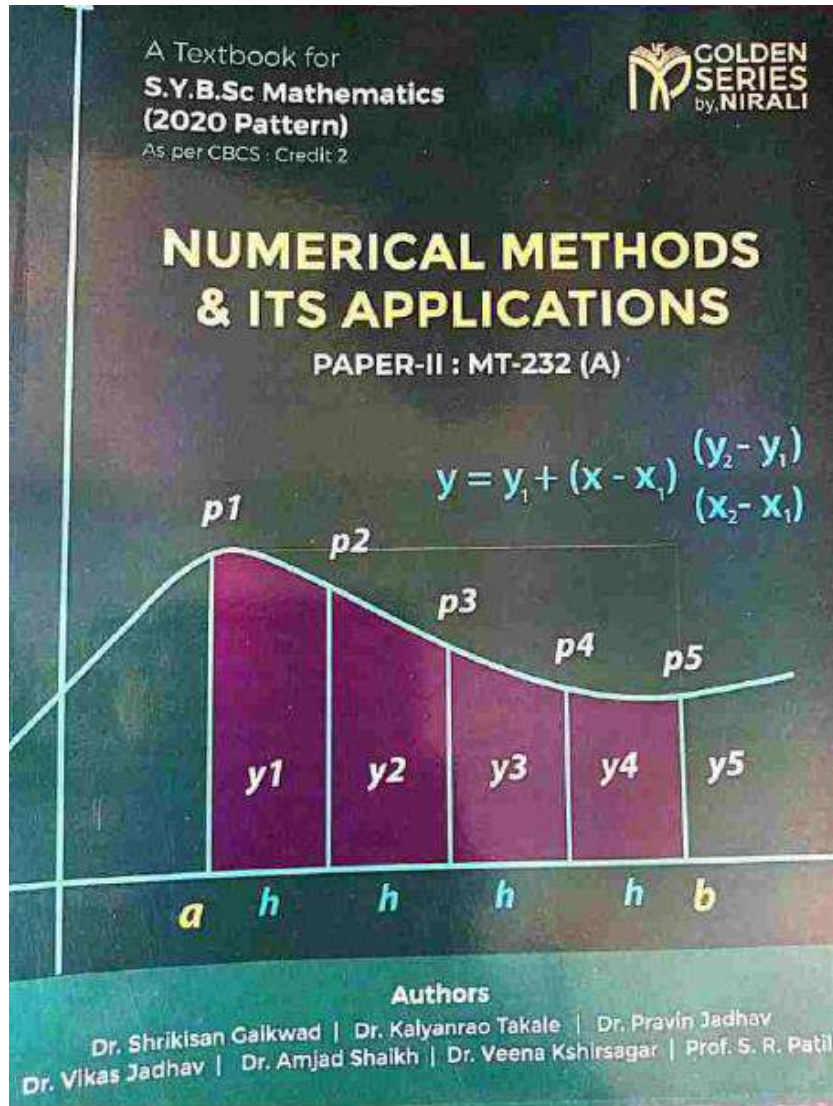 A Textbook for
S.Y.B.Sc Mathematics
(2020 Pattern)
As per CBCS : Credit 2
GOLDEN
SERIES
by, NIRALI
NUMERICAL METHODS
& ITS APPLICATIONS
PAPER-II : MT-232 (A)
y = y₁ + (x - x₁) (y₂ - y₁)
(x₂ - x₁)
p1
p2
p3
p4
p5
y1 y2 y3 y4 y5
a h h h h b
Authors
Dr. Shrikisan Gaikwad | Dr. Kalyanrao Takale | Dr. Pravin Jadhav
Dr. Vikas Jadhav | Dr. Amjad Shaikh | Dr. Veena Kshirsagar | Prof. S. R. Patil